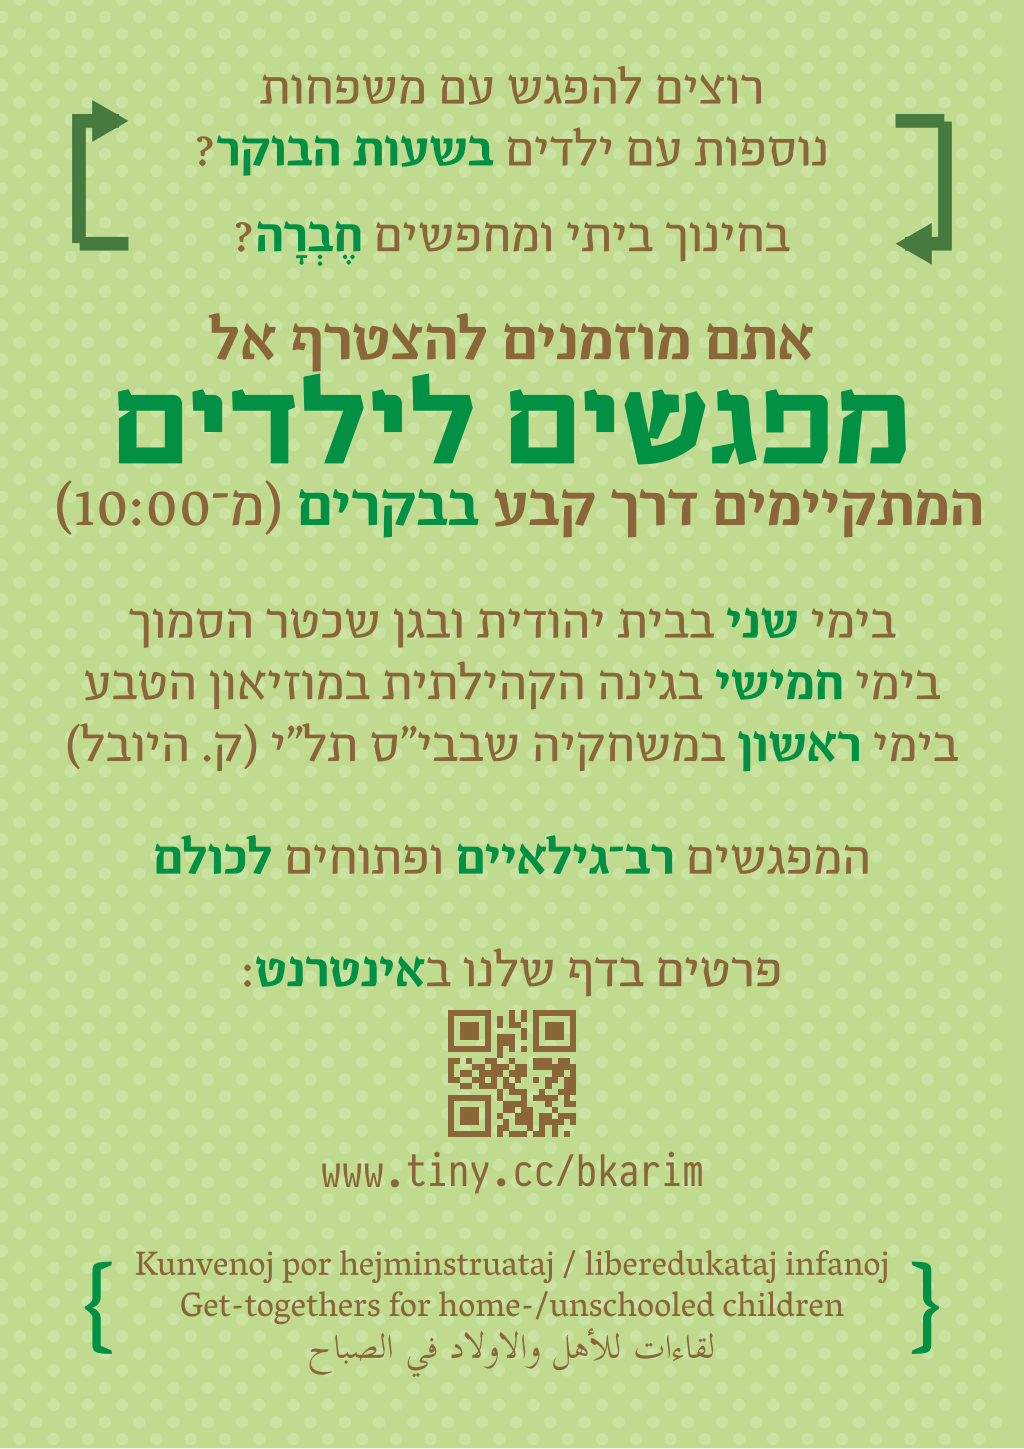 רוצים להפגש עם משפחות
נוספות עם ילדים בשעות הבוקר?
בחינוך ביתי ומחפשים חֶבְרָה?
אתם מוזמנים להצטרף אל
מפגשים לילדים
המתקיימים דרך קבע בבקרים (מ־10:00)
בימי שני בבית יהודית ובגן שכטר הסמוך
בימי חמישי בגינה הקהילתית במוזיאון הטבע
בימי ראשון במשחקיה שבבי״ס תל״י (ק. היובל)
המפגשים רב־גילאיים ופתוחים לכולם
פרטים בדף שלנו באינטרנט:
www.tiny.cc/bkarim
Kunvenoj por hejminstruataj / liberedukataj infanoj
Get-togethers for home-/unschooled children
لقاءات للأهل والاولاد في الصباح